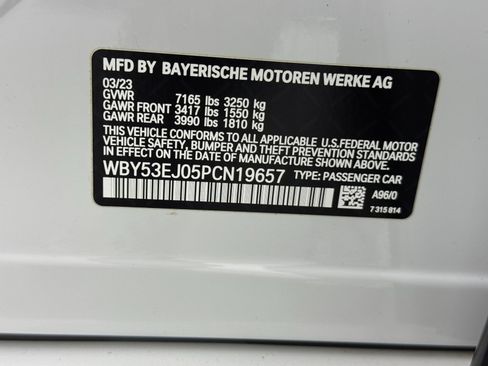 MFD BY BAYERISCHE MOTOREN WERKE AG
03/23
GVWR 7165 lbs 3250 kg
GAWR FRONT 3417 lbs 1550 kg
GAWR REAR 3990 lbs 1810 kg
THIS VEHICLE CONFORMS TO ALL APPLICABLE U.S.FEDERAL MOTOR
VEHICLE SAFETY, BUMPER, AND THEFT PREVENTION STANDARDS
IN EFFECT ON THE DATE OF MANUFACTURE SHOWN ABOVE.
WBY53EJ05PCN19657 TYPE: PASSENGER CAR
A96/0
7 315 814